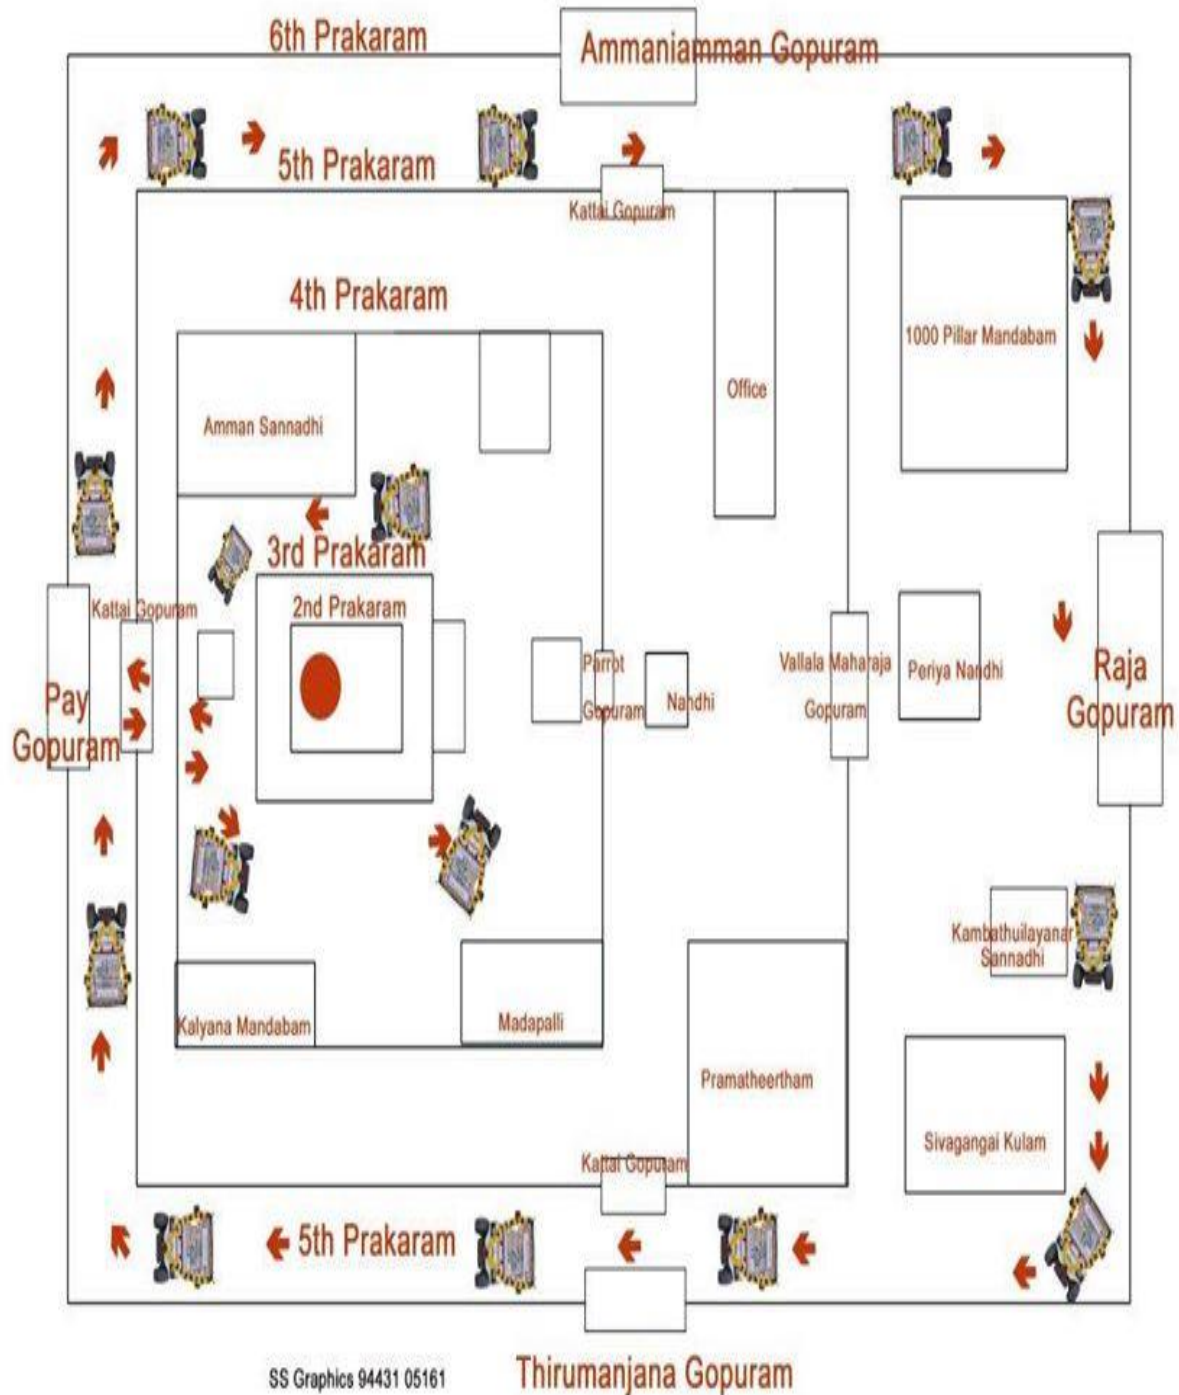 6th Prakaram
Ammaniamman Gopuram
5th Prakaram
Kattai Gopuram
4th Prakaram
1000 Pillar Mandabam
Office
Amman Sannadhi
3rd Prakaram
2nd Prakaram
Kattai Gopuram
Pay
Gopuram
Parrot
Gopuram
Nandhi
Vallala Maharaja
Gopuram
Periya Nandhi
Raja
Gopuram
Kambathuilayanar
Sannadhi
Kalyana Mandabam
Madapalli
Pramatheertham
Sivagangai Kulam
Kattai Gopuram
5th Prakaram
Thirumanjana Gopuram
SS Graphics 94431 05161